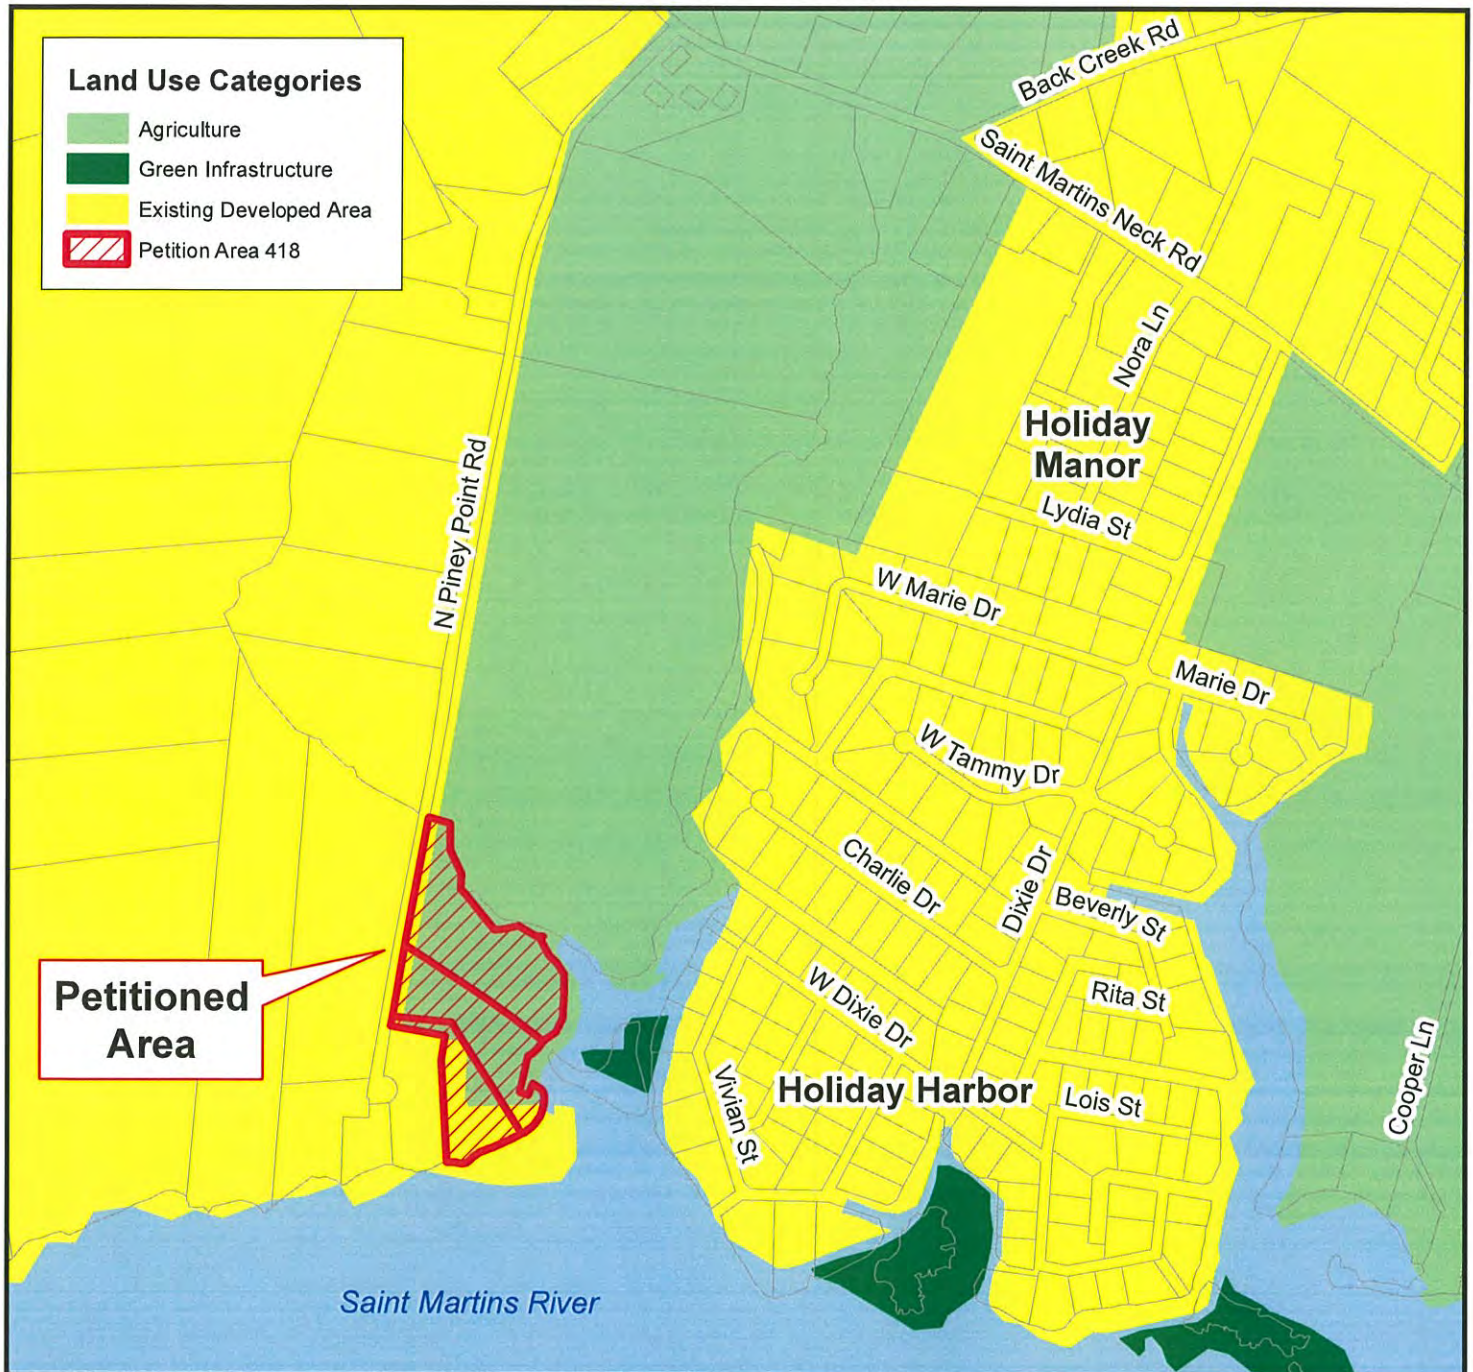 Land Use Categories
Agriculture
Green Infrastructure
Existing Developed Area
Petition Area 418
Back Creek Rd
Saint Martins Neck Rd
Nora Ln
Holiday
Manor
Lydia St
N Piney Point Rd
W Marie Dr
Marie Dr
W Tammy Dr
Charlie Dr
Dixie Dr
Beverly St
Petitioned
Area
W Dixie Dr
Rita St
Vivian St
Holiday Harbor
Lois St
Cooper Ln
Saint Martins River